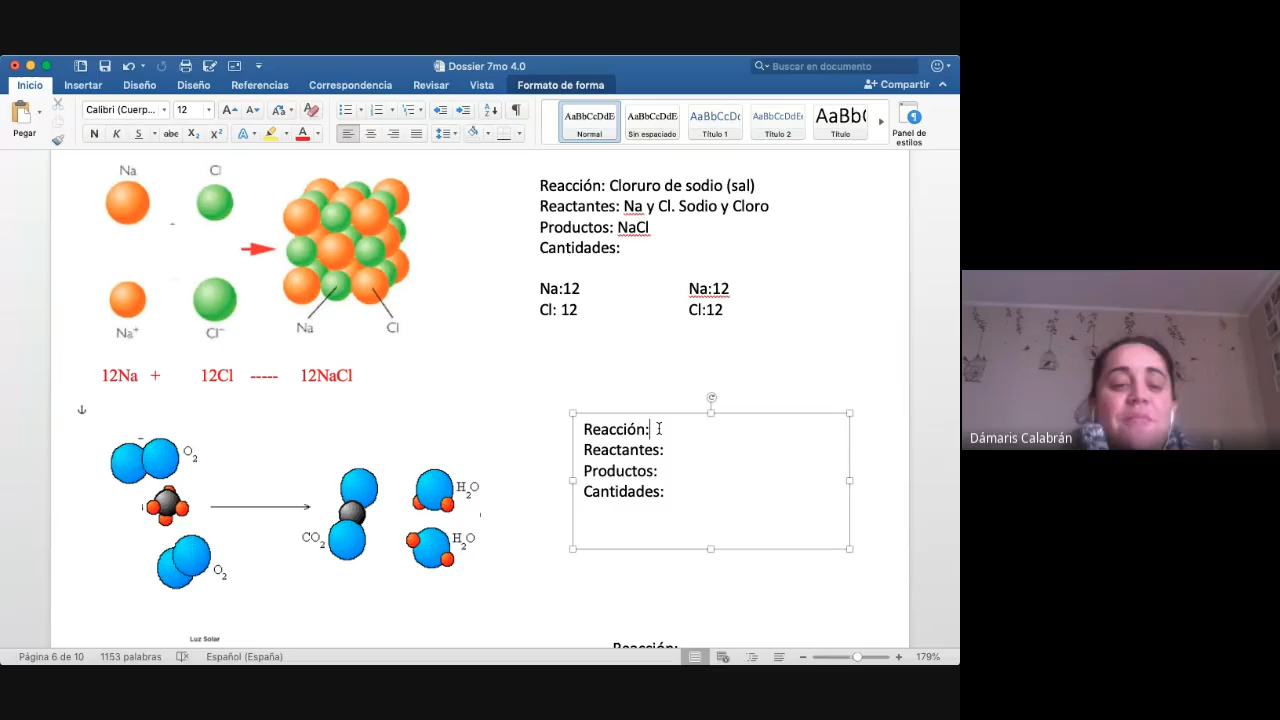 Dossier 7mo 4.0
Buscar en documento
Inicio Insertar Diseño Diseño Referencias Correspondencia Revisar Vista Formato de forma Compartir
Pegar
Calibri (Cuerp... 12
AaBbCcDdE AaBbCcDdE AaBbCcDc AaBbCcDdEe AaBb(
Normal Sin espaciado Título 1 Título 2 Título
Panel de estilos
Na Cl
Na⁺ Cl⁻
Na Cl
12Na + 12Cl ----- 12NaCl
Reacción: Cloruro de sodio (sal)
Reactantes: Na y Cl. Sodio y Cloro
Productos: NaCl
Cantidades:
Na:12 Na:12
Cl: 12 Cl:12
O₂
O₂
CO₂
H₂O
H₂O
Reacción:
Reactantes:
Productos:
Cantidades:
Luz Solar
Reacción:
Página 6 de 10 1153 palabras Español (España) 179%
Dámaris Calabrán